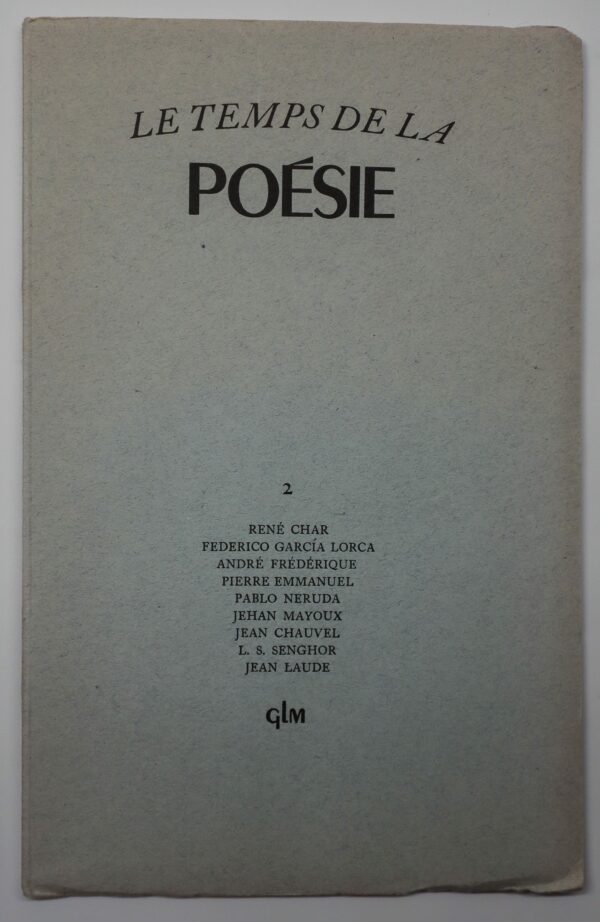 LE TEMPS DE LA
POÉSIE
2
RENÉ CHAR
FEDERICO GARCÍA LORCA
ANDRÉ FRÉDÉRIQUE
PIERRE EMMANUEL
PABLO NERUDA
JEHAN MAYOUX
JEAN CHAUVEL
L. S. SENGHOR
JEAN LAUDE
GLM